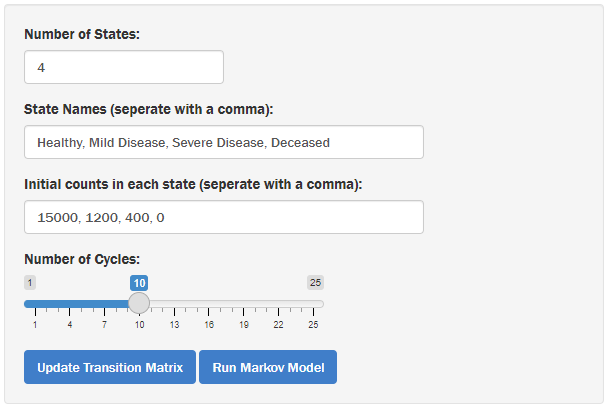 Number of States:
4
State Names (seperate with a comma):
Healthy, Mild Disease, Severe Disease, Deceased
Initial counts in each state (seperate with a comma):
15000, 1200, 400, 0
Number of Cycles:
1 10 25
1 4 7 10 13 16 19 22 25
Update Transition Matrix Run Markov Model